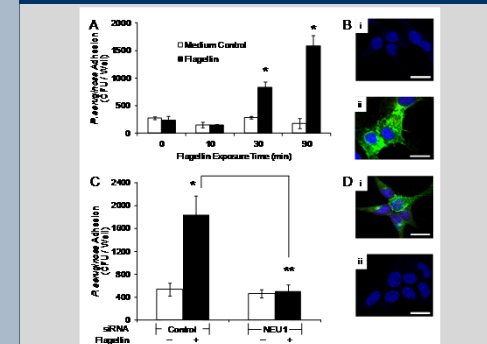 A
P. aeruginosa Adhesion
(CFU / Well)
2000
1500
1000
500
0
Medium Control
Flagellin
*
*
0 10 30 90
Flagellin Exposure Time (min)
B
i
ii
C
P. aeruginosa Adhesion
(CFU / Well)
2400
2000
1600
1200
800
400
0
*
**
siRNA Control NEU1
Flagellin – + – +
D
i
ii